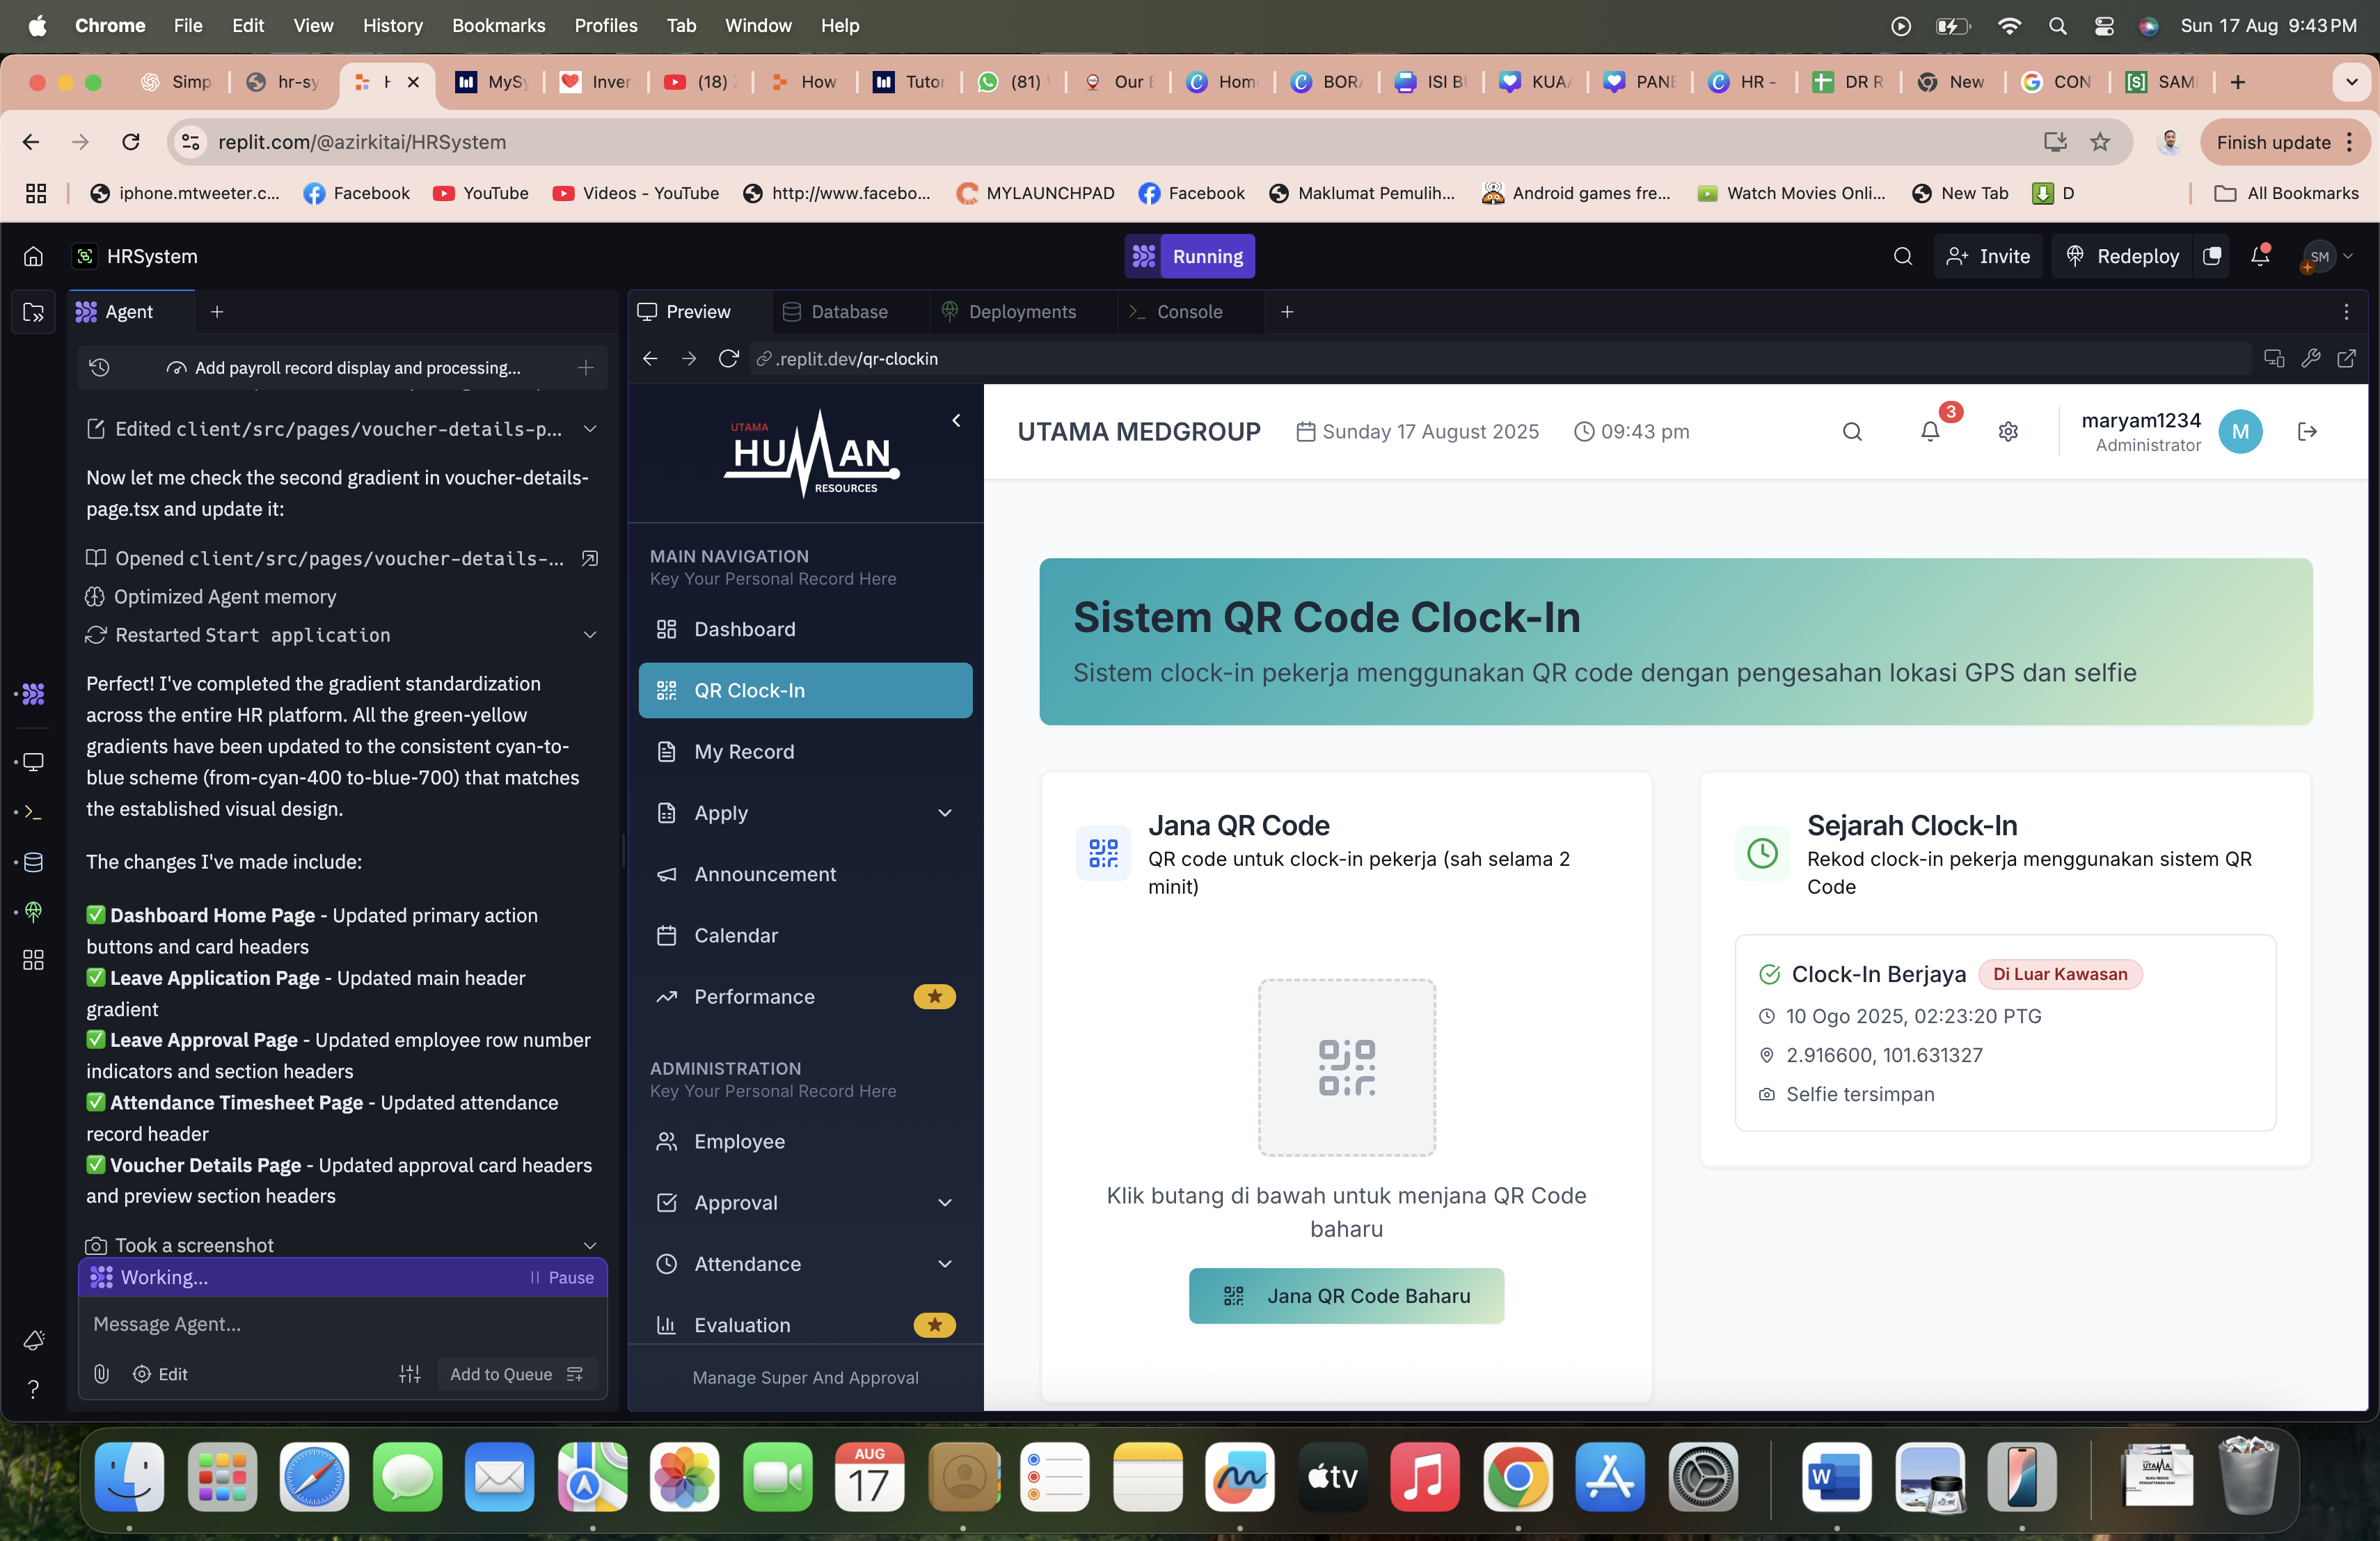 Chrome File Edit View History Bookmarks Profiles Tab Window Help Sun 17 Aug 9:43 PM
Simp hr-sy MyS Inver (18) How Tutor (81) Our Hom BOR ISI B KUA PANE HR - DR R New CON SAM
replit.com/@azirkitai/HRSystem Finish update
iphone.mtweeter.c... Facebook YouTube Videos - YouTube http://www.facebo... MYLAUNCHPAD Facebook Maklumat Pemulih... Android games fre... Watch Movies Onli... New Tab D All Bookmarks
HRSystem Running Invite Redeploy SM
Agent
Add payroll record display and processing...
Edited client/src/pages/voucher-details-p...
Now let me check the second gradient in voucher-details-
page.tsx and update it:
Opened client/src/pages/voucher-details-...
Optimized Agent memory
Restarted Start application
Perfect! I've completed the gradient standardization
across the entire HR platform. All the green-yellow
gradients have been updated to the consistent cyan-to-
blue scheme (from-cyan-400 to-blue-700) that matches
the established visual design.
The changes I've made include:
✅ Dashboard Home Page - Updated primary action
buttons and card headers
✅ Leave Application Page - Updated main header
gradient
✅ Leave Approval Page - Updated employee row number
indicators and section headers
✅ Attendance Timesheet Page - Updated attendance
record header
✅ Voucher Details Page - Updated approval card headers
and preview section headers
Took a screenshot
Working... Pause
Message Agent...
Edit Add to Queue
Preview Database Deployments Console
.replit.dev/qr-clockin
UTAMA
HUMAN
RESOURCES
MAIN NAVIGATION
Key Your Personal Record Here
Dashboard
QR Clock-In
My Record
Apply
Announcement
Calendar
Performance
ADMINISTRATION
Key Your Personal Record Here
Employee
Approval
Attendance
Evaluation
Manage Super And Approval
UTAMA MEDGROUP Sunday 17 August 2025 09:43 pm 3 maryam1234 M
Administrator
Sistem QR Code Clock-In
Sistem clock-in pekerja menggunakan QR code dengan pengesahan lokasi GPS dan selfie
Jana QR Code
QR code untuk clock-in pekerja (sah selama 2
minit)
Klik butang di bawah untuk menjana QR Code
baharu
Jana QR Code Baharu
Sejarah Clock-In
Rekod clock-in pekerja menggunakan sistem QR
Code
Clock-In Berjaya Di Luar Kawasan
10 Ogo 2025, 02:23:20 PTG
2.916600, 101.631327
Selfie tersimpan
AUG
17
tv
W